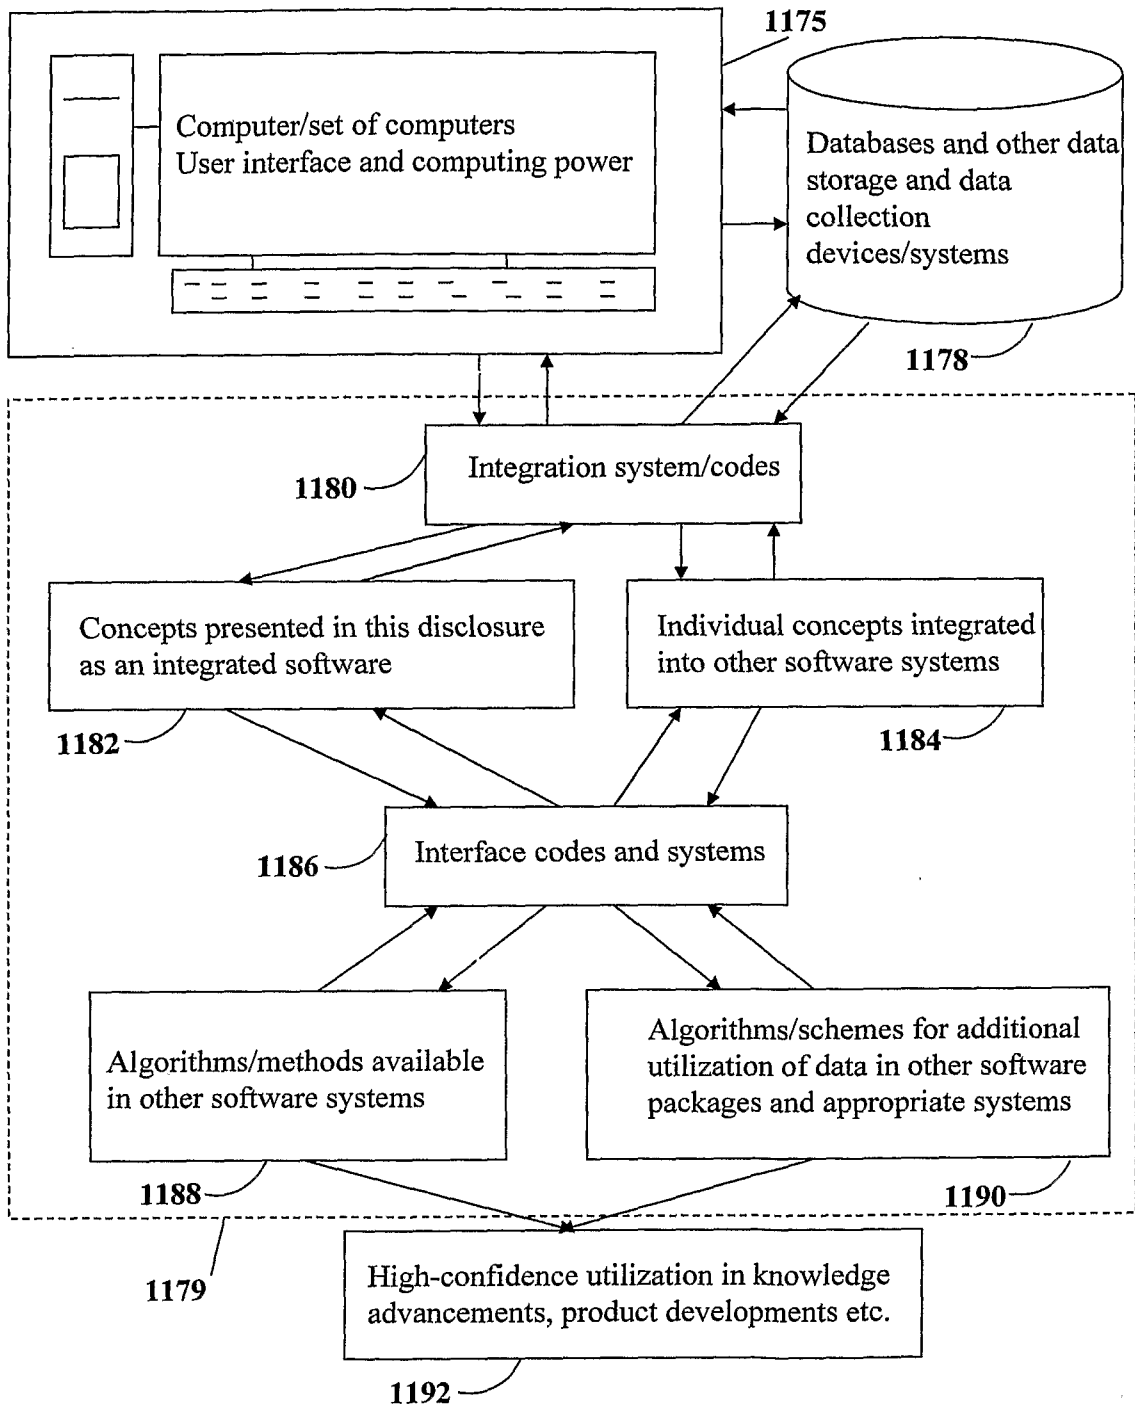 1175
Computer/set of computers
User interface and computing power
Databases and other data
storage and data
collection
devices/systems
1178
Integration system/codes
1180
Concepts presented in this disclosure
as an integrated software
Individual concepts integrated
into other software systems
1182
1184
Interface codes and systems
1186
Algorithms/methods available
in other software systems
Algorithms/schemes for additional
utilization of data in other software
packages and appropriate systems
1188
1190
1179
High-confidence utilization in knowledge
advancements, product developments etc.
1192